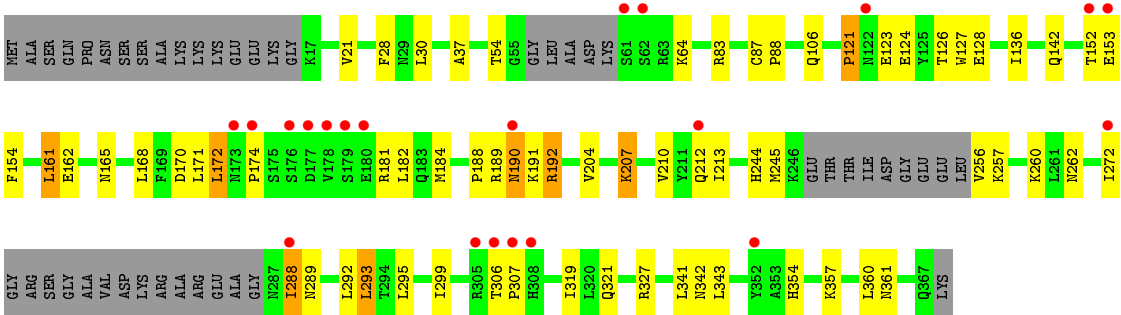 MET ALA SER GLN PRO ASN SER SER ALA LYS LYS LYS GLU GLU LYS GLY K17 V21 F28 N29 L30 A37 T54 G55 GLY LEU ALA ASP LYS S61 S62 R63 K64 R83 C87 P88 Q106 P121 N122 E123 E124 Y125 T126 W127 E128 I136 Q142 T152 E153
F154 L161 E162 N165 L168 F169 D170 L171 L172 N173 P174 S175 S176 D177 V178 S179 E180 R181 L182 Q183 M184 P188 R189 N190 K191 R192 V204 K207 V210 Y211 Q212 I213 H244 M245 K246 GLU THR THR ILE ASP GLY GLU GLU LEU V256 K257 K260 L261 N262 I272
GLY ARG SER GLY ALA VAL ASP LYS ARG ALA ARG GLU ALA GLY N287 I288 N289 L292 L293 T294 L295 I299 R305 T306 P307 H308 I319 L320 Q321 R327 L341 N342 L343 Y352 A353 H354 K357 L360 N361 Q367 LYS